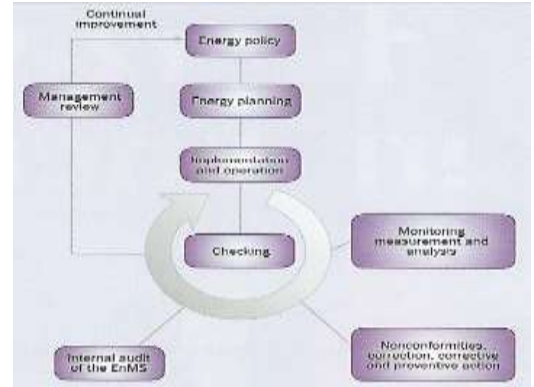 Continual
improvement
Energy policy
Management
review
Energy planning
Implementation
and operation
Checking
Monitoring
measurement and
analysis
Internal audit
of the EnMS
Nonconformities,
correction, corrective
and preventive action